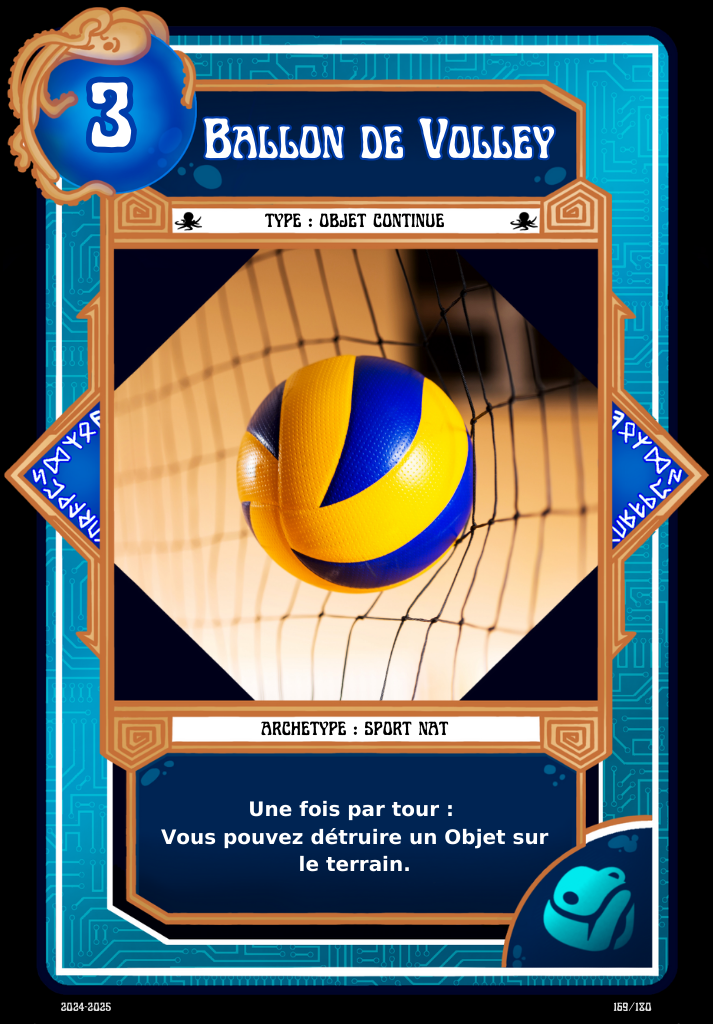 3
BALLON DE VOLLEY
TYPE : OBJET CONTINUE
ARCHETYPE : SPORT NAT
Une fois par tour :
Vous pouvez détruire un Objet sur
le terrain.
2024-2025
169/180